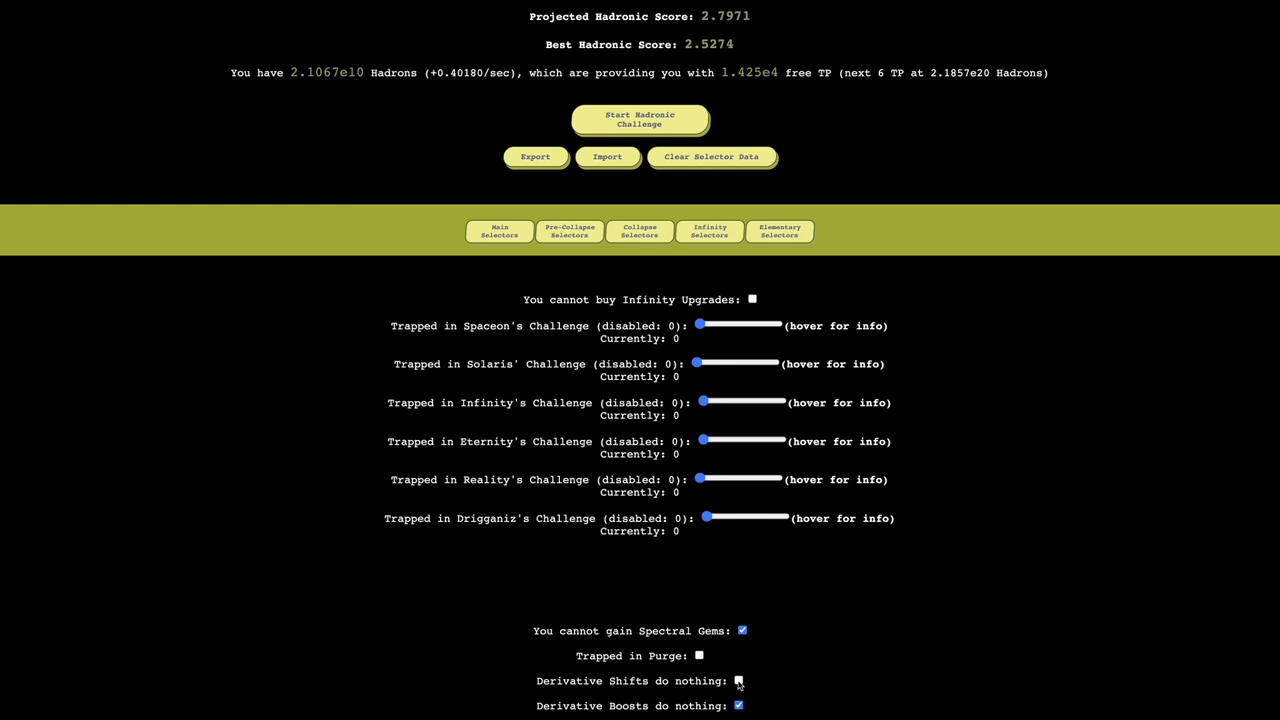 Projected Hadronic Score: 2.7971
Best Hadronic Score: 2.5274
You have 2.1067e10 Hadrons (+0.40180/sec), which are providing you with 1.425e4 free TP (next 6 TP at 2.1857e20 Hadrons)
Start Hadronic
Challenge
Export Import Clear Selector Data
Main
Selectors
Pre-Collapse
Selectors
Collapse
Selectors
Infinity
Selectors
Elementary
Selectors
You cannot buy Infinity Upgrades:
Trapped in Spaceon's Challenge (disabled: 0): (hover for info)
Currently: 0
Trapped in Solaris' Challenge (disabled: 0): (hover for info)
Currently: 0
Trapped in Infinity's Challenge (disabled: 0): (hover for info)
Currently: 0
Trapped in Eternity's Challenge (disabled: 0): (hover for info)
Currently: 0
Trapped in Reality's Challenge (disabled: 0): (hover for info)
Currently: 0
Trapped in Drigganiz's Challenge (disabled: 0): (hover for info)
Currently: 0
You cannot gain Spectral Gems:
Trapped in Purge:
Derivative Shifts do nothing:
Derivative Boosts do nothing: